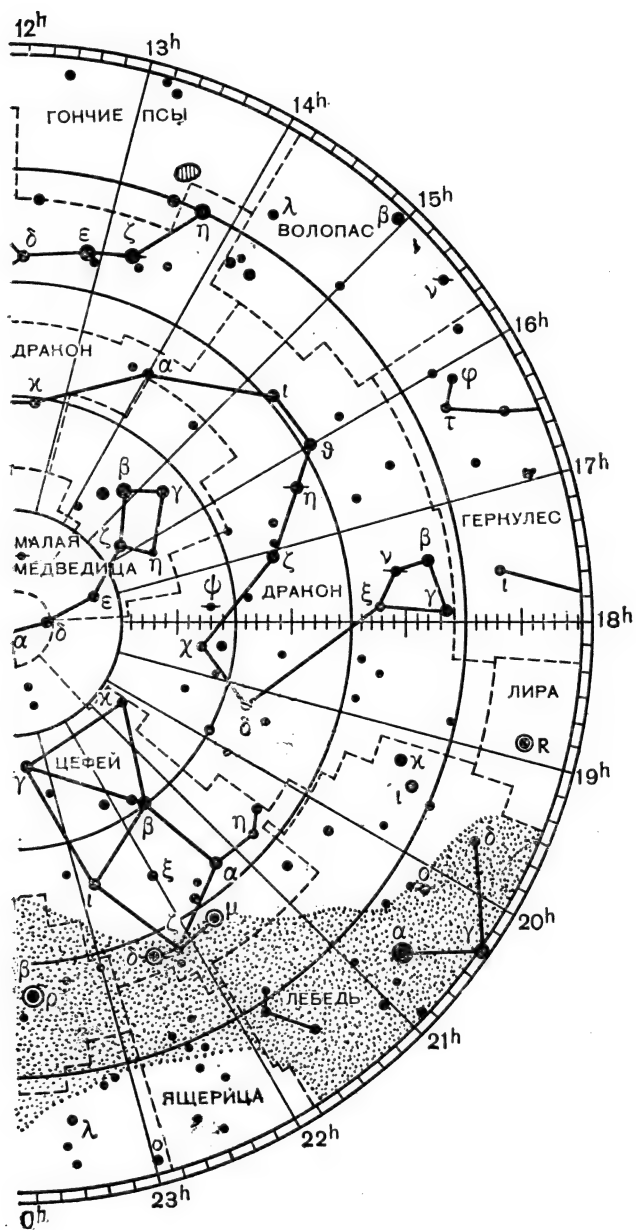 12h
13h
ГОНЧИЕ ПСЫ
14h
λ
ВОЛОПАС
β
15h
δ ε ζ η
ν
16h
ДРАКОН
α
κ
ι
φ
τ
θ
β γ
η
17h
ζ η
МАЛАЯ
МЕДВЕДИЦА
ζ
ДРАКОН
ГЕРКУЛЕС
ν β
ι
ε
ψ
ξ γ
α δ
18h
χ
δ
ЛИРА
κ
R
ЦЕФЕЙ
γ
κ
ι
19h
β
η
δ
ξ α
ο
20h
ι
μ
ζ
α γ
δ
β
ρ
ЛЕБЕДЬ
21h
ЯЩЕРИЦА
λ
ο
22h
23h
0h